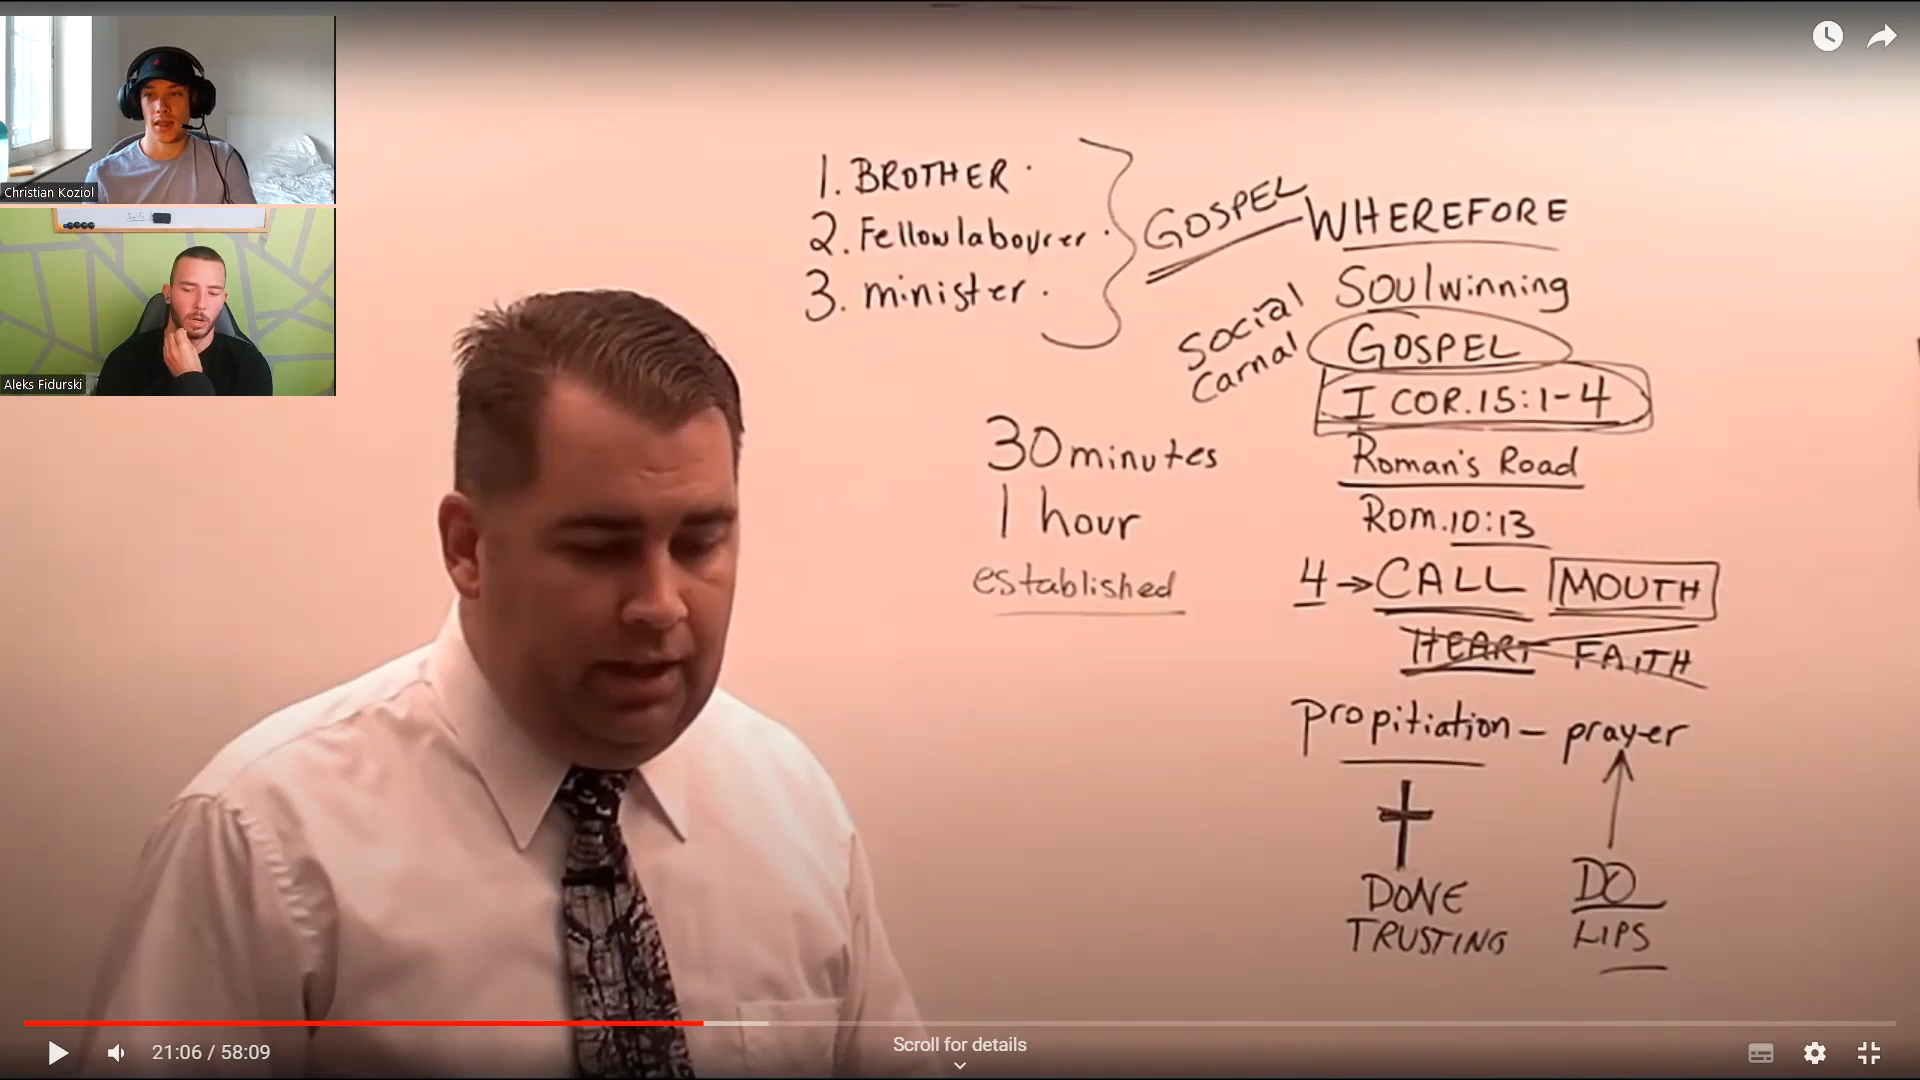 Christian Koziol
Aleks Fidurski
1. BROTHER
2. Fellowlabourer
3. minister
GOSPEL
WHEREFORE
Soulwinning
Social
Carnal
GOSPEL
I COR. 15:1-4
30 minutes
1 hour
established
Roman's Road
Rom. 10:13
4 → CALL MOUTH
HEART FAITH
propitiation - prayer
DONE
TRUSTING
DO
LIPS
21:06 / 58:09
Scroll for details